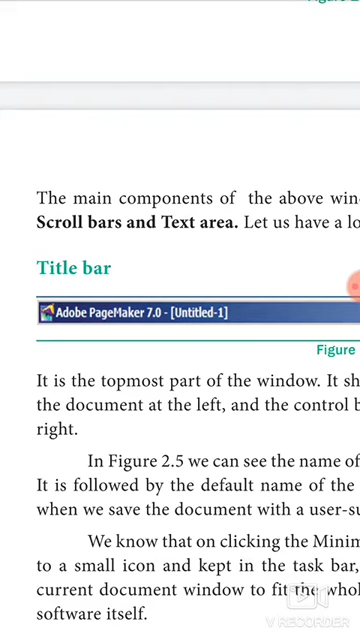 The main components of the above win
Scroll bars and Text area. Let us have a lo
Title bar
Adobe PageMaker 7.0 - [Untitled-1]
Figure
It is the topmost part of the window. It sh
the document at the left, and the control b
right.
In Figure 2.5 we can see the name of
It is followed by the default name of the
when we save the document with a user-su
We know that on clicking the Minim
to a small icon and kept in the task bar,
current document window to fit the whol
software itself.
V RECORDER